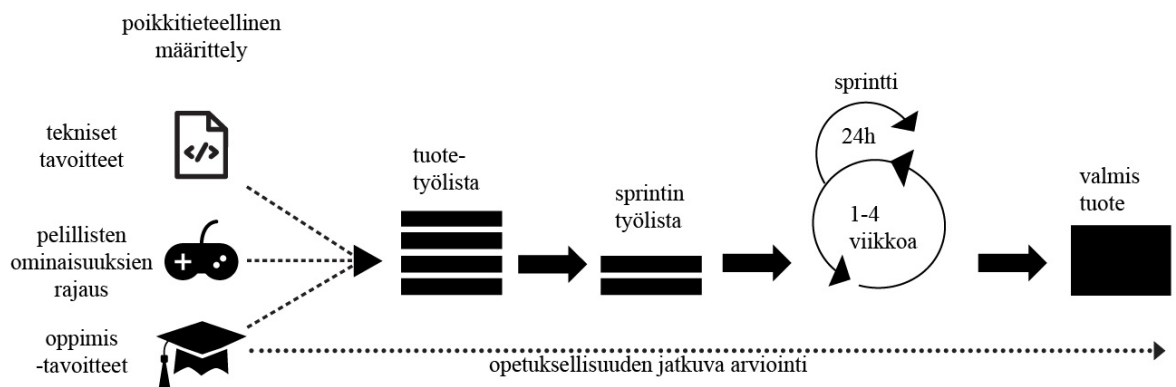 poikkitieteellinen
määrittely
tekniset
tavoitteet
</>
pelillisten
ominaisuuksien
rajaus
oppimis
-tavoitteet
tuote-
työlista
sprintin
työlista
sprintti
24h
1-4
viikkoa
valmis
tuote
opetuksellisuuden jatkuva arviointi